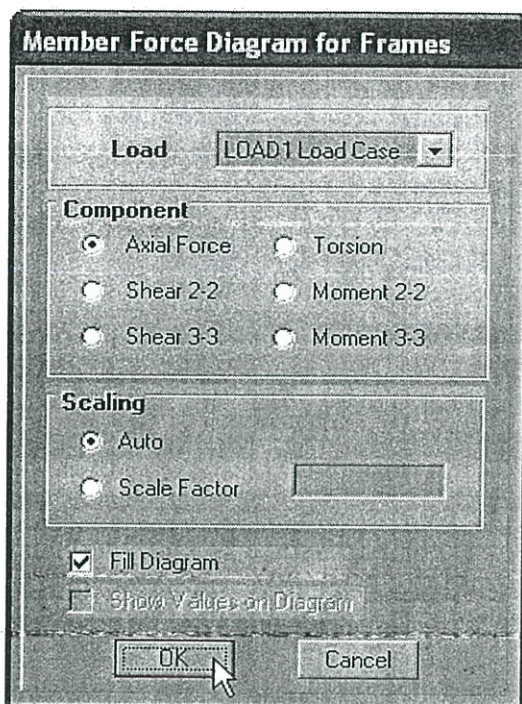 Member Force Diagram for Frames
Load LOAD1 Load Case
Component
Axial Force Torsion
Shear 2-2 Moment 2-2
Shear 3-3 Moment 3-3
Scaling
Auto
Scale Factor
Fill Diagram
Show Values on Diagram
OK Cancel